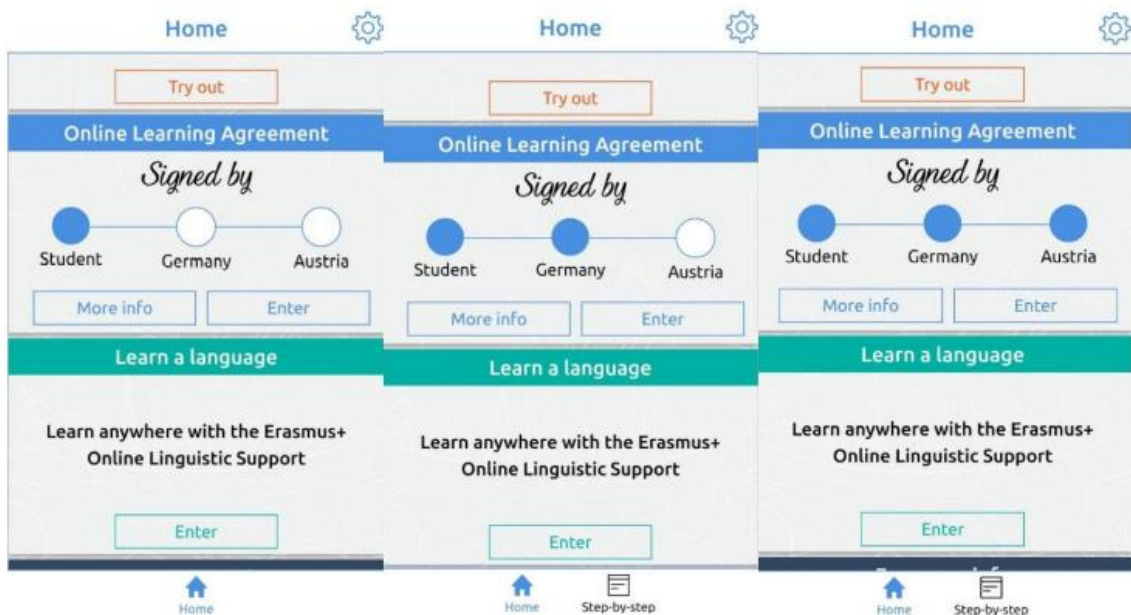 Home
Try out
Online Learning Agreement
Signed by
Student
Germany
Austria
More info
Enter
Learn a language
Learn anywhere with the Erasmus+
Online Linguistic Support
Enter
Home
Home
Try out
Online Learning Agreement
Signed by
Student
Germany
Austria
More info
Enter
Learn a language
Learn anywhere with the Erasmus+
Online Linguistic Support
Enter
Home
Step-by-step
Home
Try out
Online Learning Agreement
Signed by
Student
Germany
Austria
More info
Enter
Learn a language
Learn anywhere with the Erasmus+
Online Linguistic Support
Enter
Home
Step-by-step